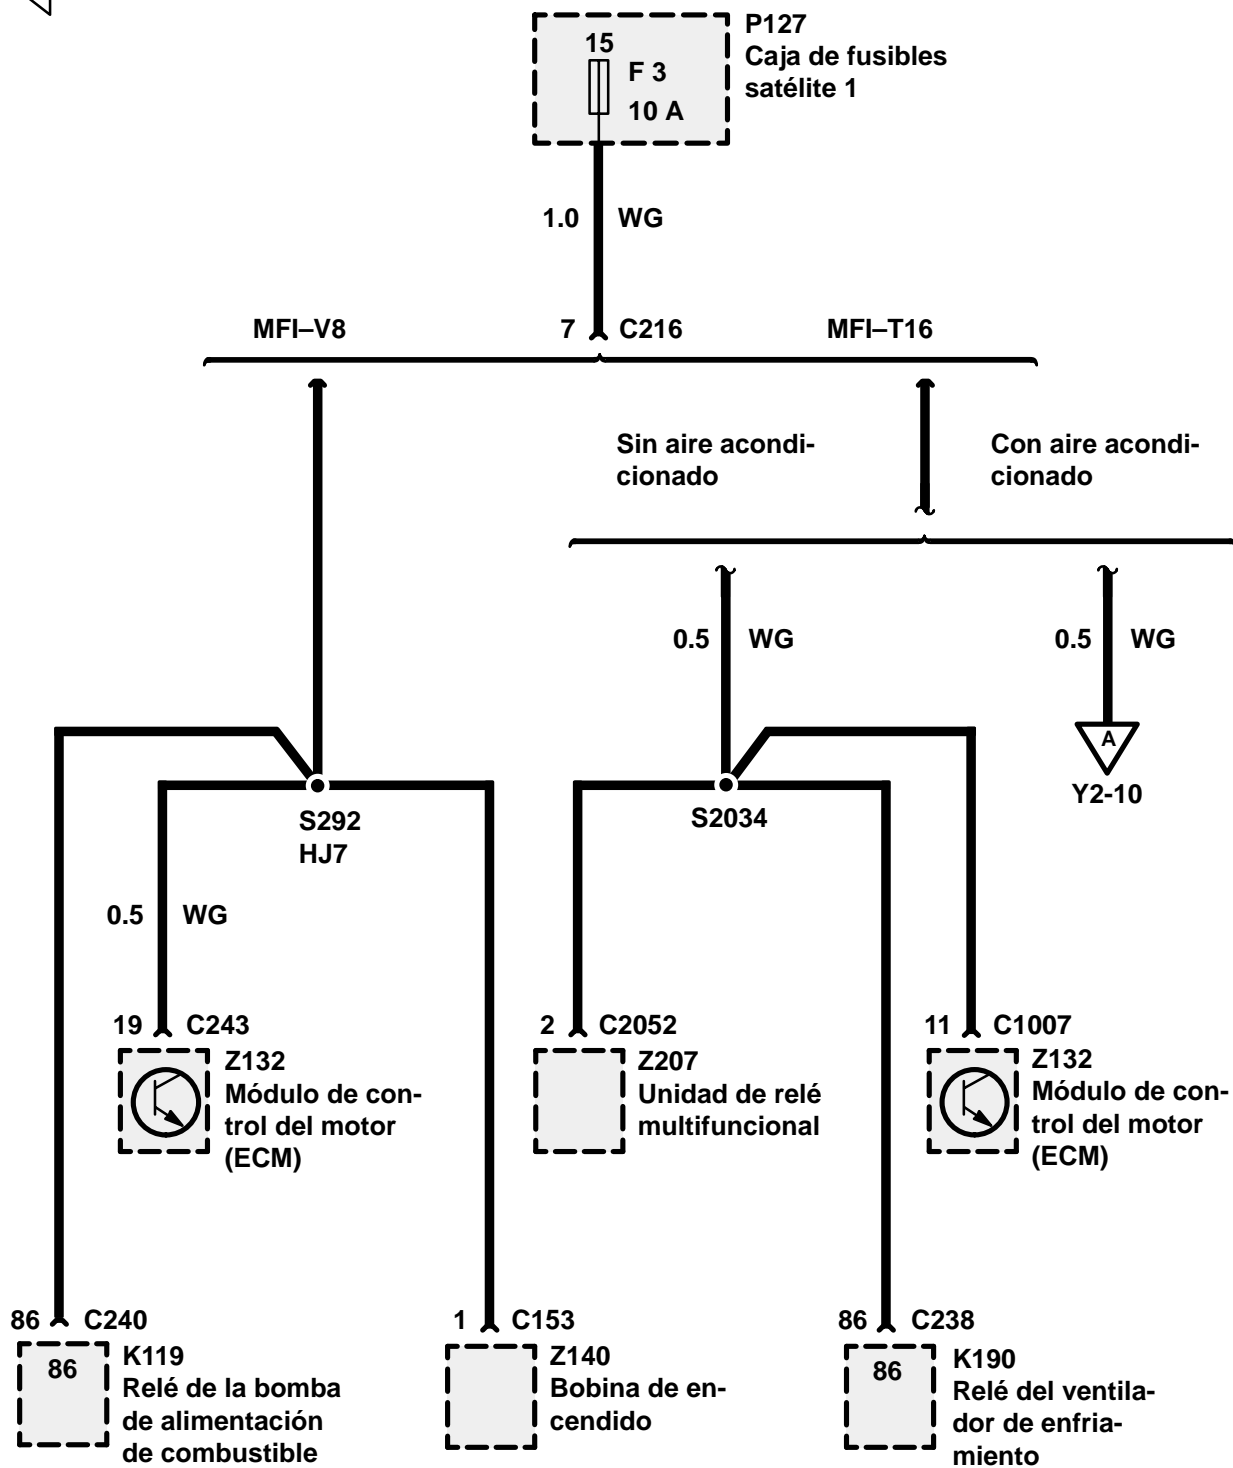 P127
Caja de fusibles
satélite 1
15
F 3
10 A
1.0 WG
MFI–V8
7 C216
MFI–T16
Sin aire acondi-
cionado
Con aire acondi-
cionado
0.5 WG
0.5 WG
A
Y2-10
S292
HJ7
S2034
0.5 WG
19 C243
Z132
Módulo de con-
trol del motor
(ECM)
2 C2052
Z207
Unidad de relé
multifuncional
11 C1007
Z132
Módulo de con-
trol del motor
(ECM)
86 C240
86
K119
Relé de la bomba
de alimentación
de combustible
1 C153
Z140
Bobina de en-
cendido
86 C238
86
K190
Relé del ventila-
dor de enfria-
miento